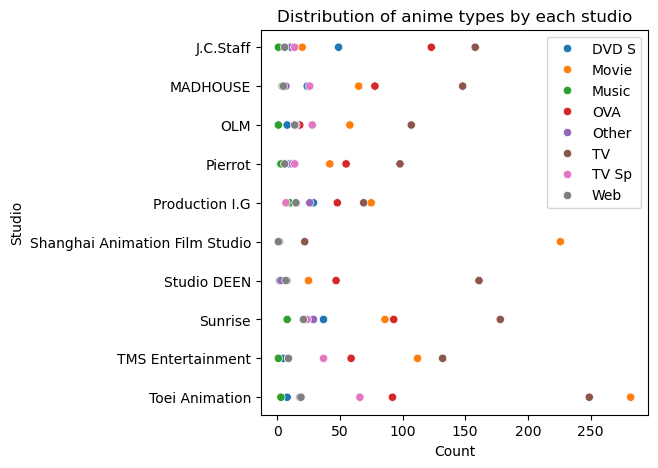 Distribution of anime types by each studio
J.C.Staff
MADHOUSE
OLM
Pierrot
Production I.G
Shanghai Animation Film Studio
Studio DEEN
Sunrise
TMS Entertainment
Toei Animation
Studio
DVD S
Movie
Music
OVA
Other
TV
TV Sp
Web
0 50 100 150 200 250
Count